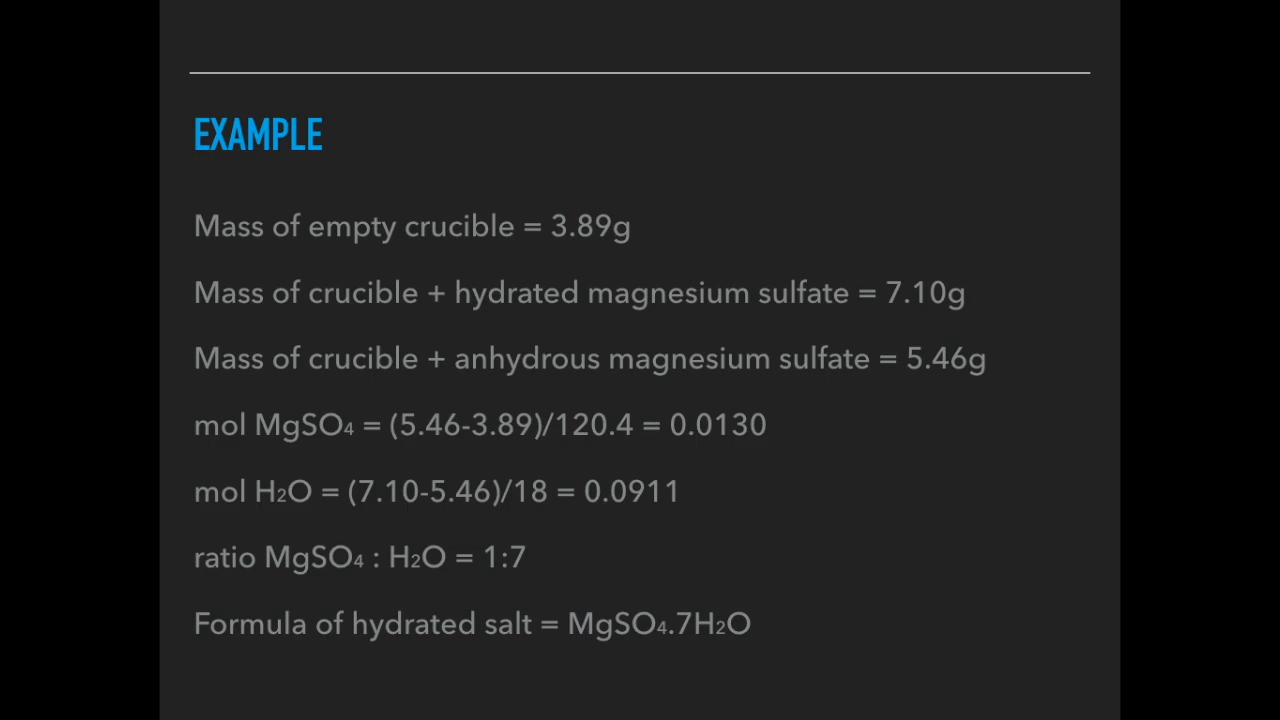 EXAMPLE
Mass of empty crucible = 3.89g
Mass of crucible + hydrated magnesium sulfate = 7.10g
Mass of crucible + anhydrous magnesium sulfate = 5.46g
mol MgSO₄ = (5.46-3.89)/120.4 = 0.0130
mol H₂O = (7.10-5.46)/18 = 0.0911
ratio MgSO₄ : H₂O = 1:7
Formula of hydrated salt = MgSO₄.7H₂O